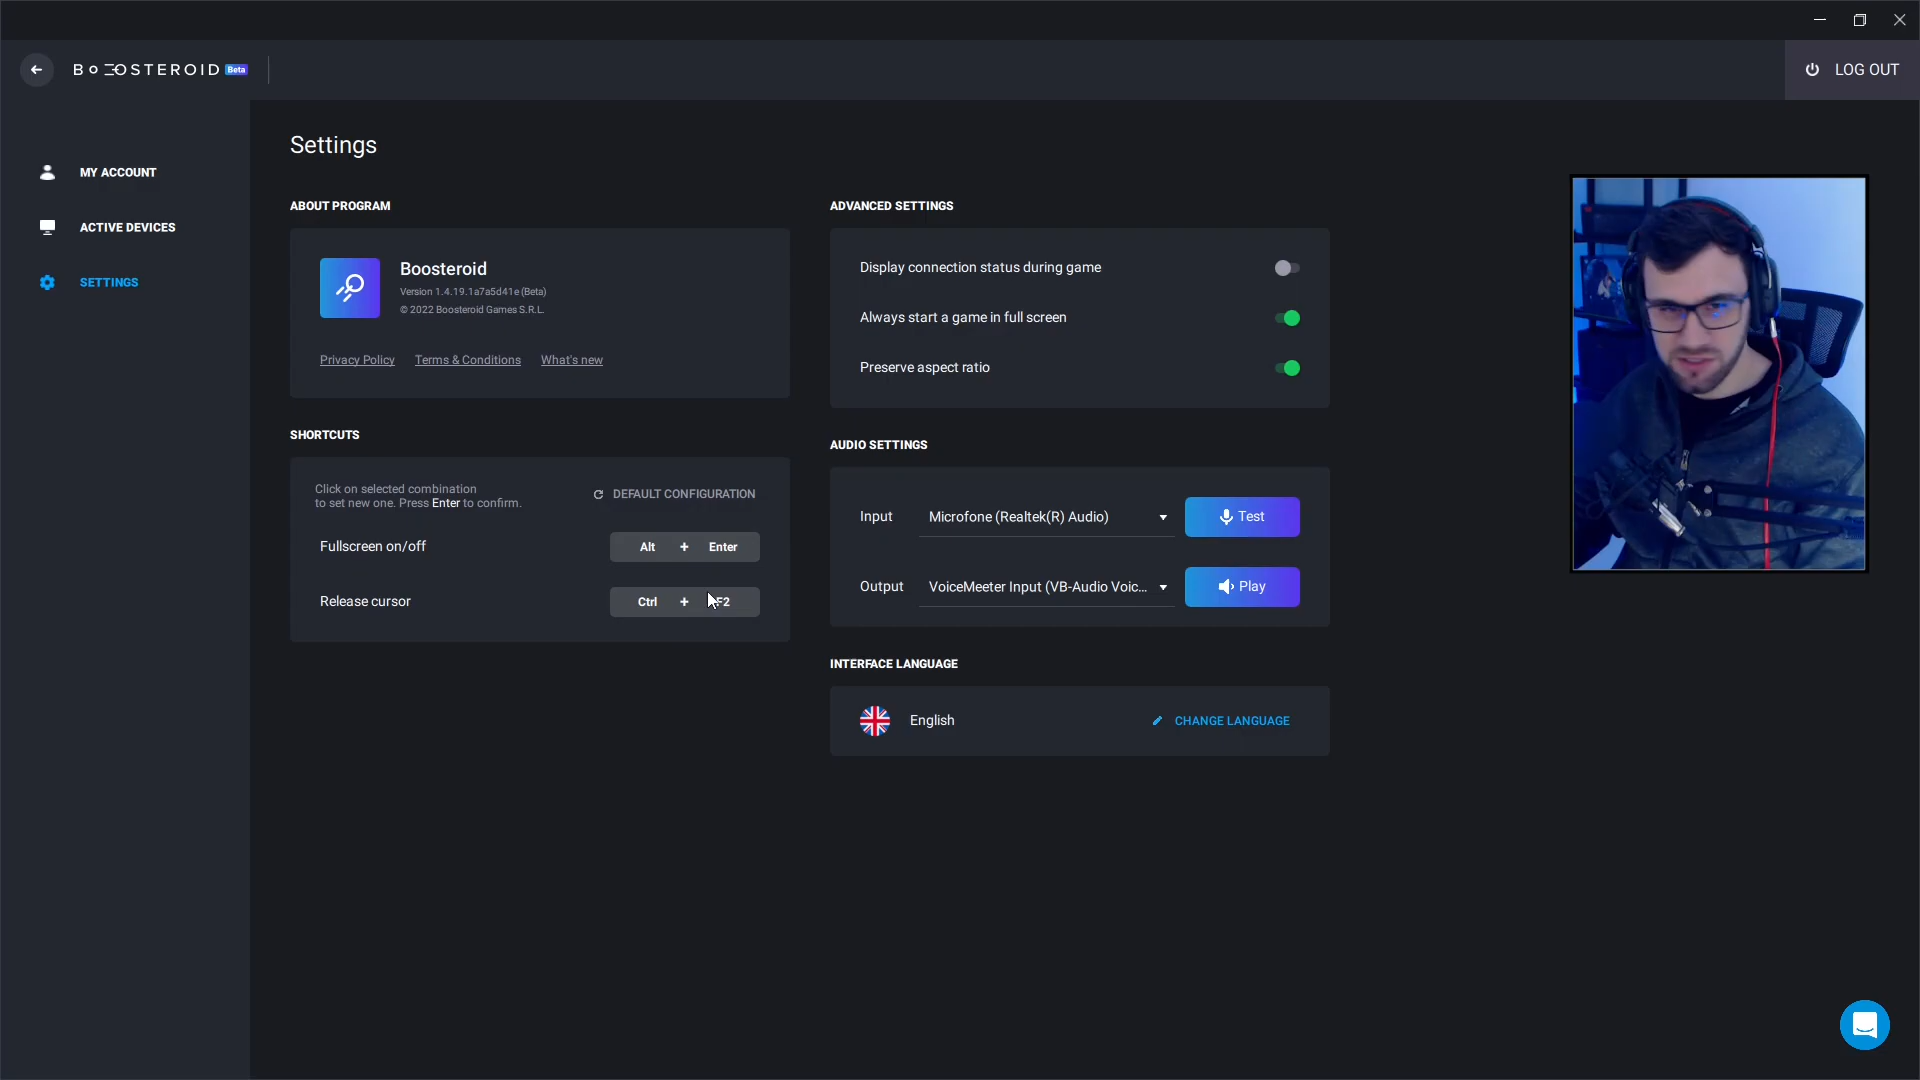 BOOSTEROID Beta
LOG OUT
MY ACCOUNT
ACTIVE DEVICES
SETTINGS
Settings
ABOUT PROGRAM
Boosteroid
Version 1.4.19.1a7a5d41e (Beta)
© 2022 Boosteroid Games S.R.L.
Privacy Policy Terms & Conditions What's new
SHORTCUTS
Click on selected combination
to set new one. Press Enter to confirm.
DEFAULT CONFIGURATION
Fullscreen on/off Alt + Enter
Release cursor Ctrl + F2
ADVANCED SETTINGS
Display connection status during game
Always start a game in full screen
Preserve aspect ratio
AUDIO SETTINGS
Input Microfone (Realtek(R) Audio) Test
Output VoiceMeeter Input (VB-Audio Voic... Play
INTERFACE LANGUAGE
English CHANGE LANGUAGE